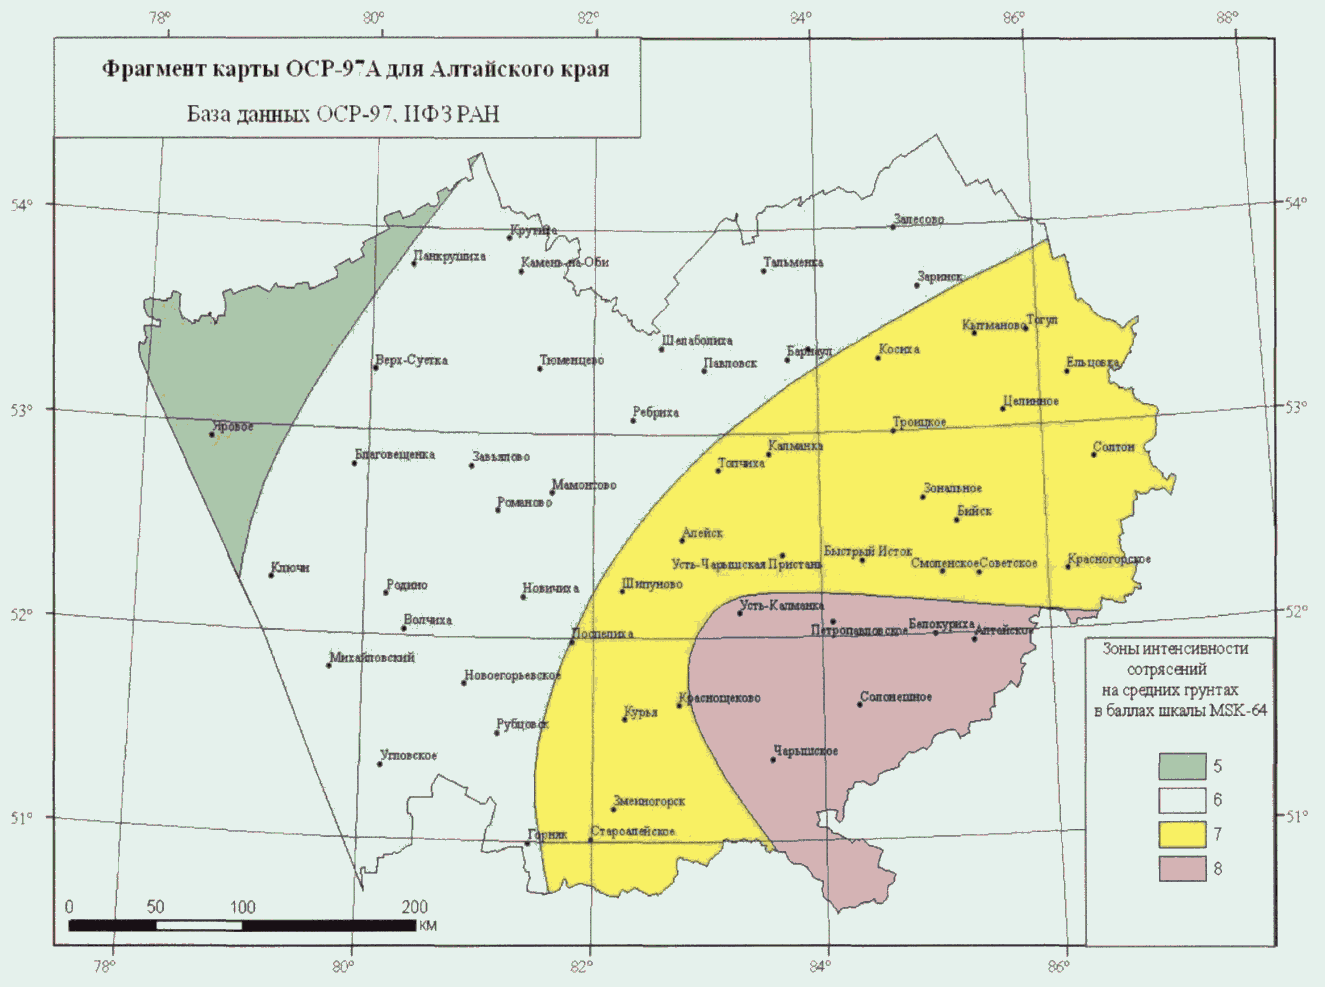 78° 80° 82° 84° 86° 88°
Фрагмент карты ОСР-97А для Алтайского края
База данных ОСР-97, ИФЗ РАН
54° 54°
Залесово
Крутиха
Панкрушиха
Камень-на-Оби
Тальменка
Заринск
Кытманово
Тогул
Шелаболиха
Барнаул
Косиха
Верх-Суетка
Тюменцево
Павловск
Ельцовка
53° 53°
Целинное
Ребриха
Троицкое
Яровое
Калманка
Солтон
Благовещенка
Завьялово
Топчиха
Мамонтово
Зональное
Романово
Бийск
Алейск
Быстрый Исток
Усть-Чарышская Пристань
Смоленское
Советское
Красногорское
Ключи
Родино
Новичиха
Шипуново
52° 52°
Усть-Калманка
Волчиха
Поспелиха
Петропавловское
Белокуриха
Алтайское
Михайловский
Новоегорьевское
Краснощеково
Солонешное
Курья
Рубцовск
Угловское
Чарышское
Змеиногорск
51° 51°
Горняк
Староалейское
Зоны интенсивности
сотрясений
на средних грунтах
в баллах шкалы MSK-64
5
6
7
8
0 50 100 200
КМ
78° 80° 82° 84° 86°